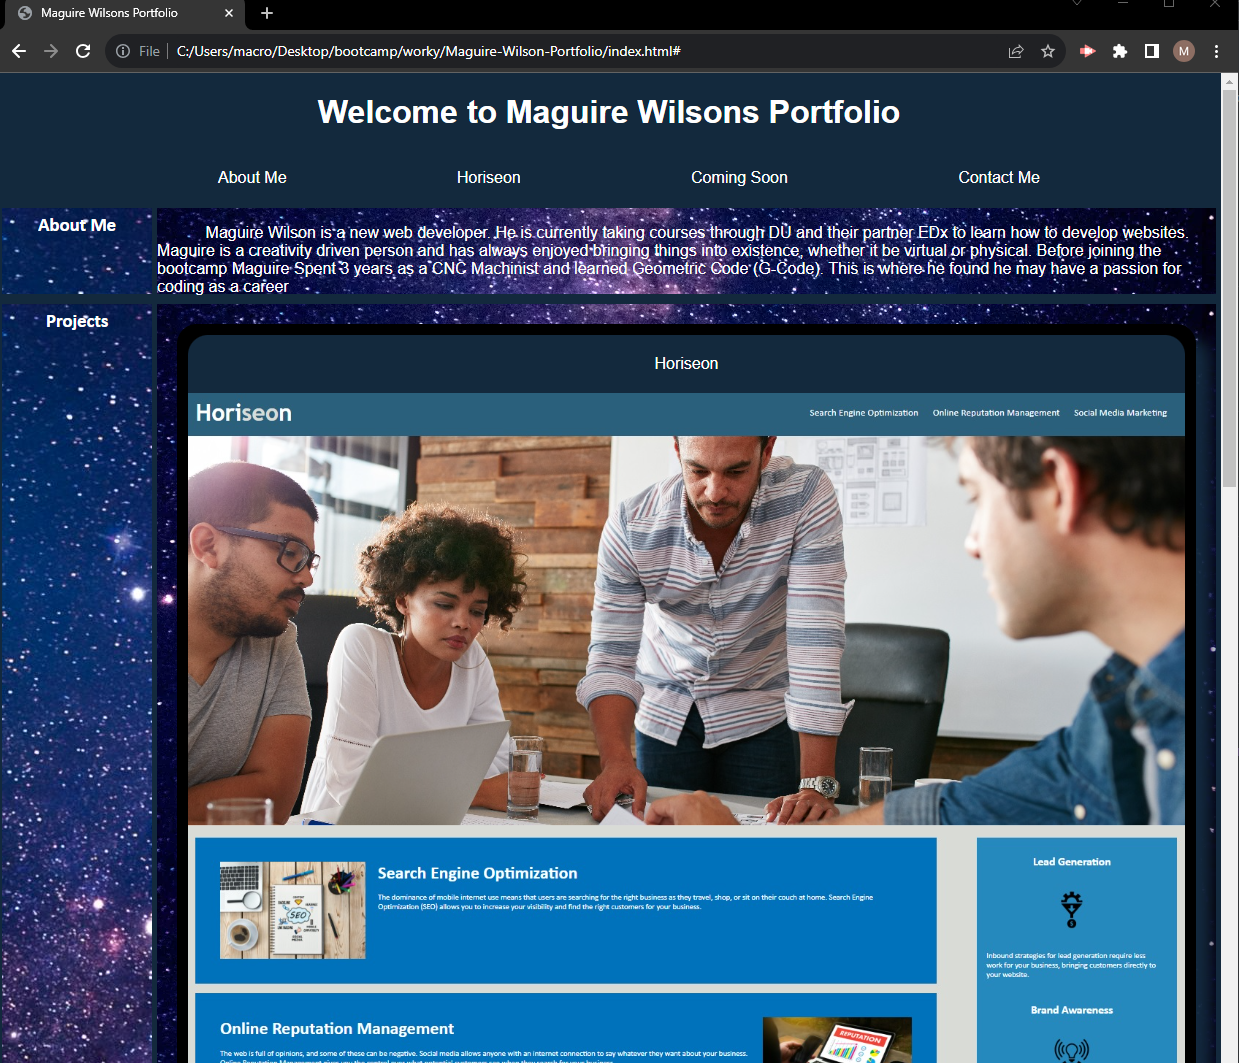 Maguire Wilsons Portfolio
File C:/Users/macro/Desktop/bootcamp/worky/Maguire-Wilson-Portfolio/index.html#
M
Welcome to Maguire Wilsons Portfolio
About Me Horiseon Coming Soon Contact Me
About Me
Maguire Wilson is a new web developer. He is currently taking courses through DU and their partner EDx to learn how to develop websites.
Maguire is a creativity driven person and has always enjoyed bringing things into existence, whether it be virtual or physical. Before joining the
bootcamp Maguire Spent 3 years as a CNC Machinist and learned Geometric Code (G-Code). This is where he found he may have a passion for
coding as a career
Projects
Horiseon
Horiseon
Search Engine Optimization Online Reputation Management Social Media Marketing
Search Engine Optimization
The dominance of mobile internet use means that users are searching for the right business as they travel, shop, or sit on their couch at home. Search Engine
Optimization (SEO) allows you to increase your visibility and find the right customers for your business.
SEO
Lead Generation
Inbound strategies for lead generation require less
work for your business, bringing customers directly to
your website.
Brand Awareness
Online Reputation Management
The web is full of opinions, and some of these can be negative. Social media allows anyone with an internet connection to say whatever they want about your business.
REPUTATION